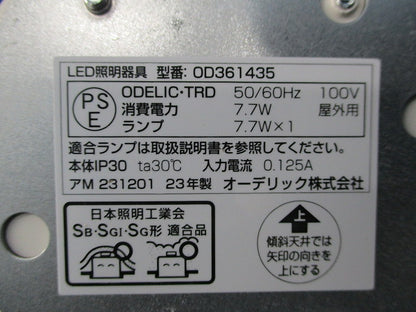 LED照明器具 型番: OD361435
PSE ODELIC・TRD 50/60Hz 100V
消費電力 7.7W 屋外用
ランプ 7.7W×1
適合ランプは取扱説明書を参照してください。
本体IP30 ta30℃ 入力電流 0.125A
アM 231201 23年製 オーデリック株式会社
日本照明工業会
SB・SGI・SG形 適合品
上
傾斜天井では
矢印の向きを
上にする